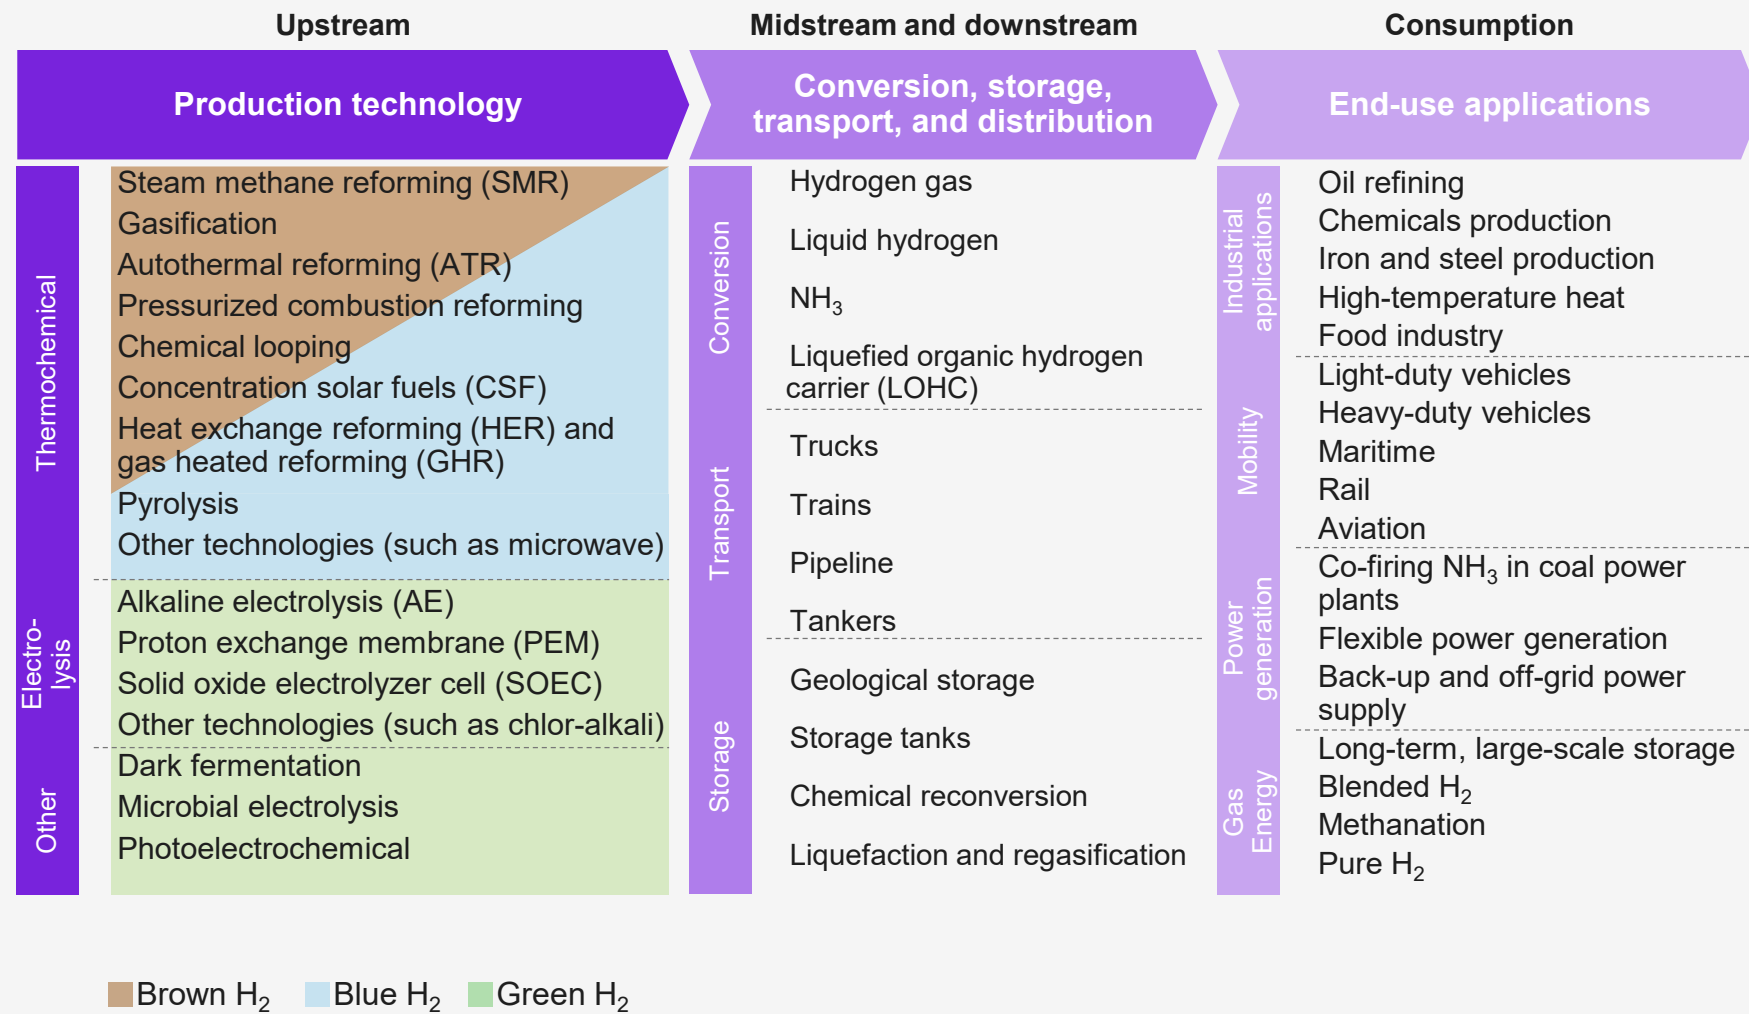 Upstream
Production technology
Thermochemical
Steam methane reforming (SMR)
Gasification
Autothermal reforming (ATR)
Pressurized combustion reforming
Chemical looping
Concentration solar fuels (CSF)
Heat exchange reforming (HER) and
gas heated reforming (GHR)
Pyrolysis
Other technologies (such as microwave)
Electro-
lysis
Alkaline electrolysis (AE)
Proton exchange membrane (PEM)
Solid oxide electrolyzer cell (SOEC)
Other technologies (such as chlor-alkali)
Other
Dark fermentation
Microbial electrolysis
Photoelectrochemical
Midstream and downstream
Conversion, storage,
transport, and distribution
Conversion
Hydrogen gas
Liquid hydrogen
NH₃
Liquefied organic hydrogen
carrier (LOHC)
Transport
Trucks
Trains
Pipeline
Tankers
Storage
Geological storage
Storage tanks
Chemical reconversion
Liquefaction and regasification
Consumption
End-use applications
Industrial
applications
Oil refining
Chemicals production
Iron and steel production
High-temperature heat
Food industry
Mobility
Light-duty vehicles
Heavy-duty vehicles
Maritime
Rail
Aviation
Power
generation
Co-firing NH₃ in coal power
plants
Flexible power generation
Back-up and off-grid power
supply
Gas
Energy
Long-term, large-scale storage
Blended H₂
Methanation
Pure H₂
Brown H₂
Blue H₂
Green H₂